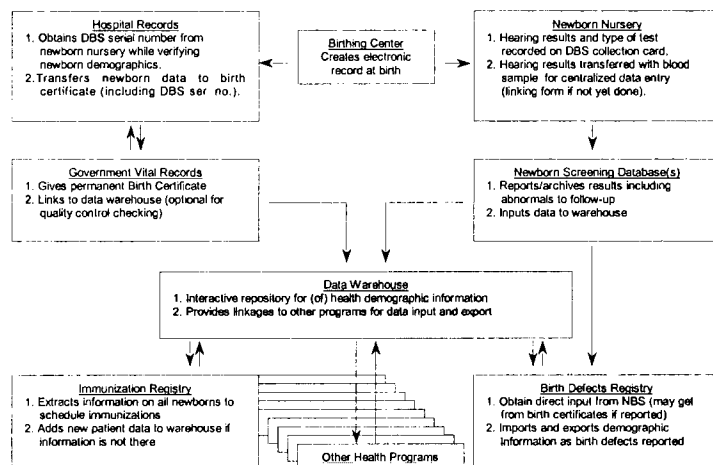 Hospital Records
1. Obtains DBS serial number from
newborn nursery while verifying
newborn demographics.
2. Transfers newborn data to birth
certificate (including DBS ser no.).
Birthing Center
Creates electronic
record at birth
Newborn Nursery
1. Hearing results and type of test
recorded on DBS collection card.
2. Hearing results transferred with blood
sample for centralized data entry
(linking form if not yet done).
Government Vital Records
1. Gives permanent Birth Certificate
2. Links to data warehouse (optional for
quality control checking)
Newborn Screening Database(s)
1. Reports/archives results including
abnormals to follow-up
2. Inputs data to warehouse
Data Warehouse
1. Interactive repository for (of) health demographic information
2. Provides linkages to other programs for data input and export
Immunization Registry
1. Extracts information on all newborns to
schedule immunizations
2. Adds new patient data to warehouse if
information is not there
Other Health Programs
Birth Defects Registry
1. Obtain direct input from NBS (may get
from birth certificates if reported)
2. Imports and exports demographic
Information as birth defects reported